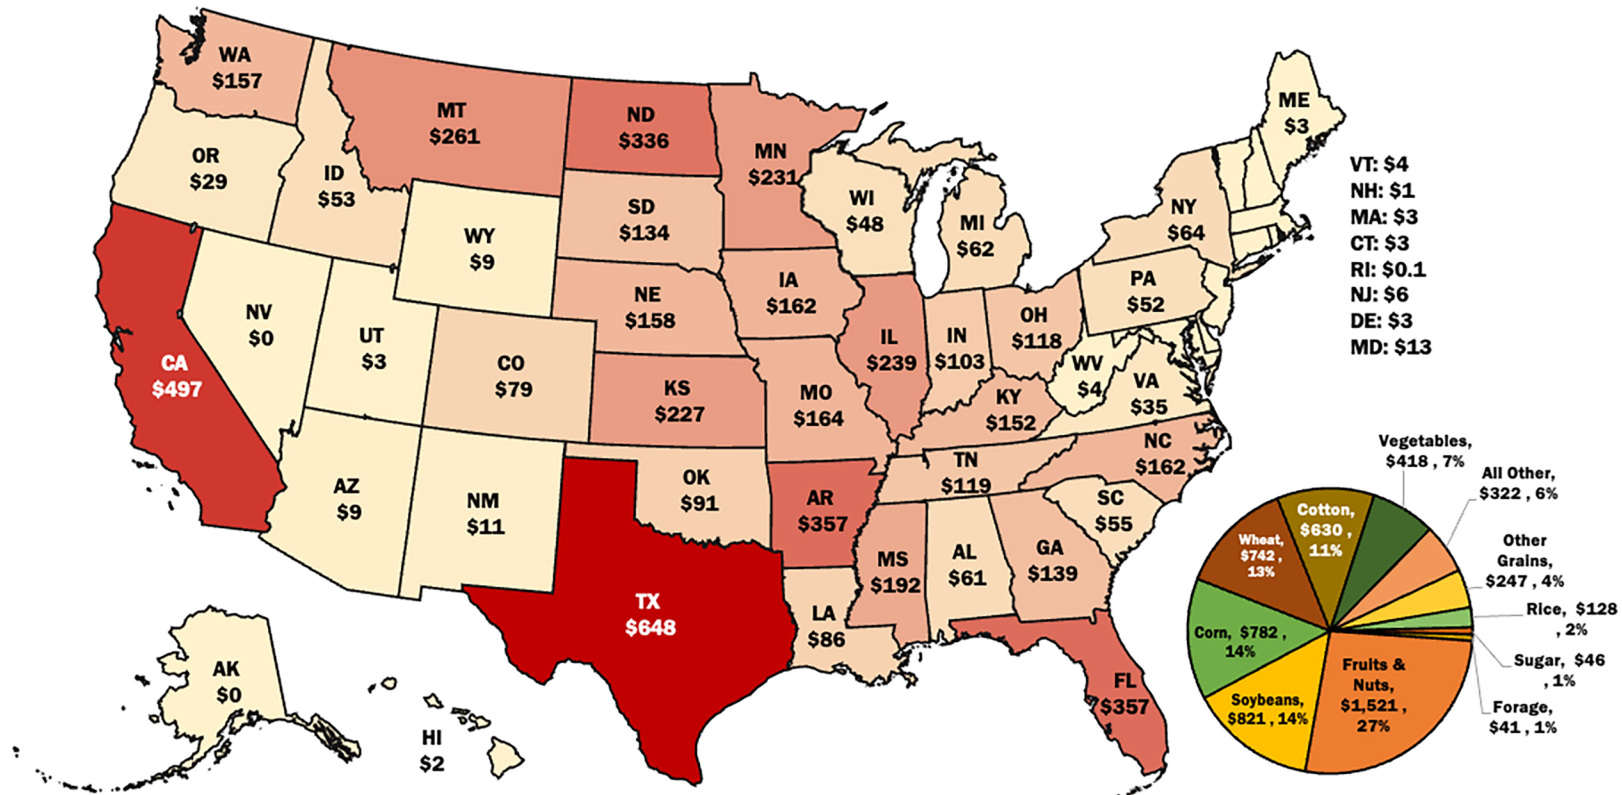 WA
$157
MT
$261
ND
$336
MN
$231
OR
$29
ID
$53
WY
$9
SD
$134
WI
$48
MI
$62
NY
$64
ME
$3
VT: $4
NH: $1
MA: $3
CT: $3
RI: $0.1
NJ: $6
DE: $3
MD: $13
CA
$497
NV
$0
UT
$3
CO
$79
NE
$158
IA
$162
IL
$239
IN
$103
OH
$118
PA
$52
WV
$4
VA
$35
KS
$227
MO
$164
KY
$152
NC
$162
TN
$119
SC
$55
AZ
$9
NM
$11
OK
$91
AR
$357
MS
$192
AL
$61
GA
$139
TX
$648
LA
$86
FL
$357
AK
$0
HI
$2
Vegetables,
$418 , 7%
All Other,
$322 , 6%
Other
Grains,
$247 , 4%
Rice, $128
, 2%
Sugar, $46
, 1%
Forage,
$41 , 1%
Fruits &
Nuts,
$1,521 ,
27%
Soybeans,
$821 , 14%
Corn, $782 ,
14%
Wheat,
$742 ,
13%
Cotton,
$630 ,
11%